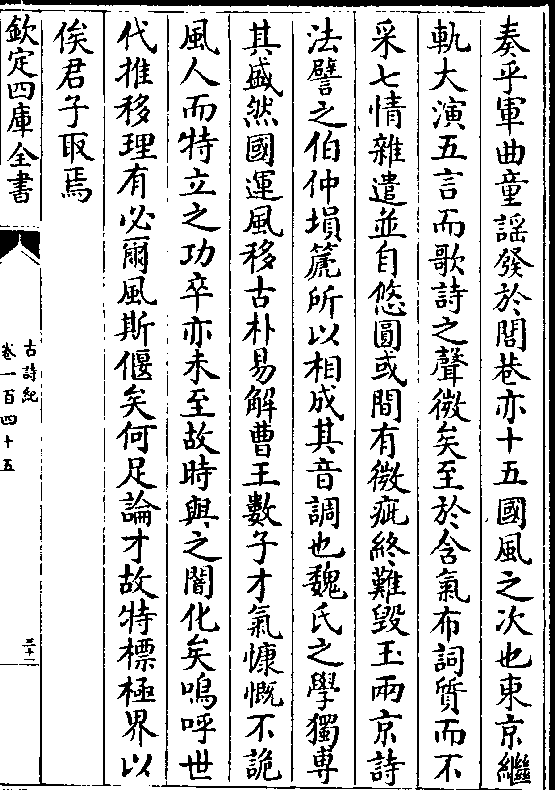 奏乎軍曲童謡發於閭巷亦十五國風之次也東京繼
軌大演五言而歌詩之聲微矣至於含氣布詞質而不
采七情雜遣並自悠圓或間有微疵終難毀玉兩京詩
法譬之伯仲塤篪所以相成其音調也魏氏之學獨專
其盛然國運風移古朴易解曹王數子才氣慷慨不詭
風人而特立之功卒亦未至故時與之闇化矣嗚呼世
代推移理有必爾風斯偃矣何足論才故特標極界以
俟君子取焉
欽定四庫全書
古詩紀
卷一百四十五
三十二